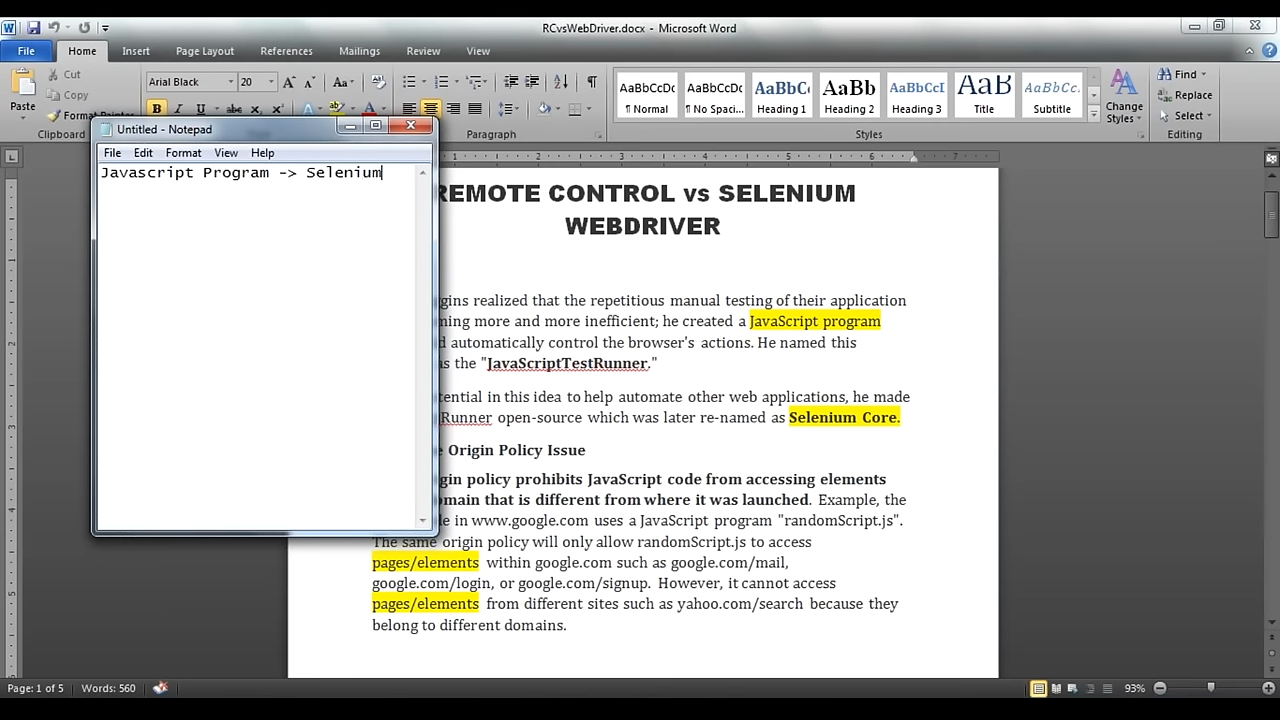 RCvsWebDriver.docx - Microsoft Word
File Home Insert Page Layout References Mailings Review View
Paste
Cut
Copy
Format Painter
Clipboard
Arial Black 20
Paragraph
AaBbCcDc AaBbCcDc AaBbC AaBb AaBbCcI AaB AaBbCc.
¶ Normal ¶ No Spaci... Heading 1 Heading 2 Heading 3 Title Subtitle
Change Styles
Styles
Find
Replace
Select
Editing
Untitled - Notepad
File Edit Format View Help
Javascript Program -> Selenium
REMOTE CONTROL vs SELENIUM
WEBDRIVER
gins realized that the repetitious manual testing of their application
ning more and more inefficient; he created a JavaScript program
d automatically control the browser's actions. He named this
as the "JavaScriptTestRunner."
tential in this idea to help automate other web applications, he made
Runner open-source which was later re-named as Selenium Core.
e Origin Policy Issue
gin policy prohibits JavaScript code from accessing elements
omain that is different from where it was launched. Example, the
le in www.google.com uses a JavaScript program "randomScript.js".
The same origin policy will only allow randomScript.js to access
pages/elements within google.com such as google.com/mail,
google.com/login, or google.com/signup. However, it cannot access
pages/elements from different sites such as yahoo.com/search because they
belong to different domains.
Page: 1 of 5 Words: 560 93%